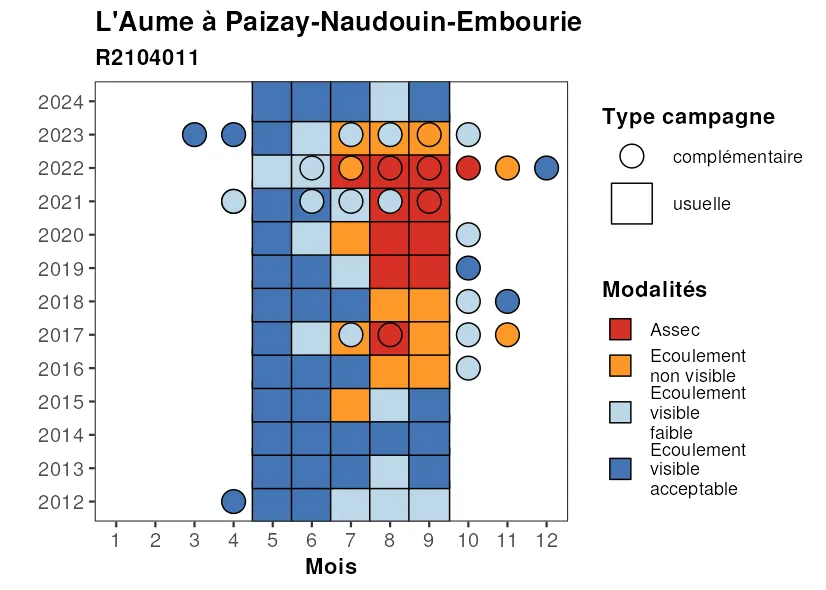 L'Aume à Paizay-Naudouin-Embourie
R2104011
2024
2023
2022
2021
2020
2019
2018
2017
2016
2015
2014
2013
2012
1 2 3 4 5 6 7 8 9 10 11 12
Mois
Type campagne
complémentaire
usuelle
Modalités
Assec
Ecoulement
non visible
Ecoulement
visible
faible
Ecoulement
visible
acceptable